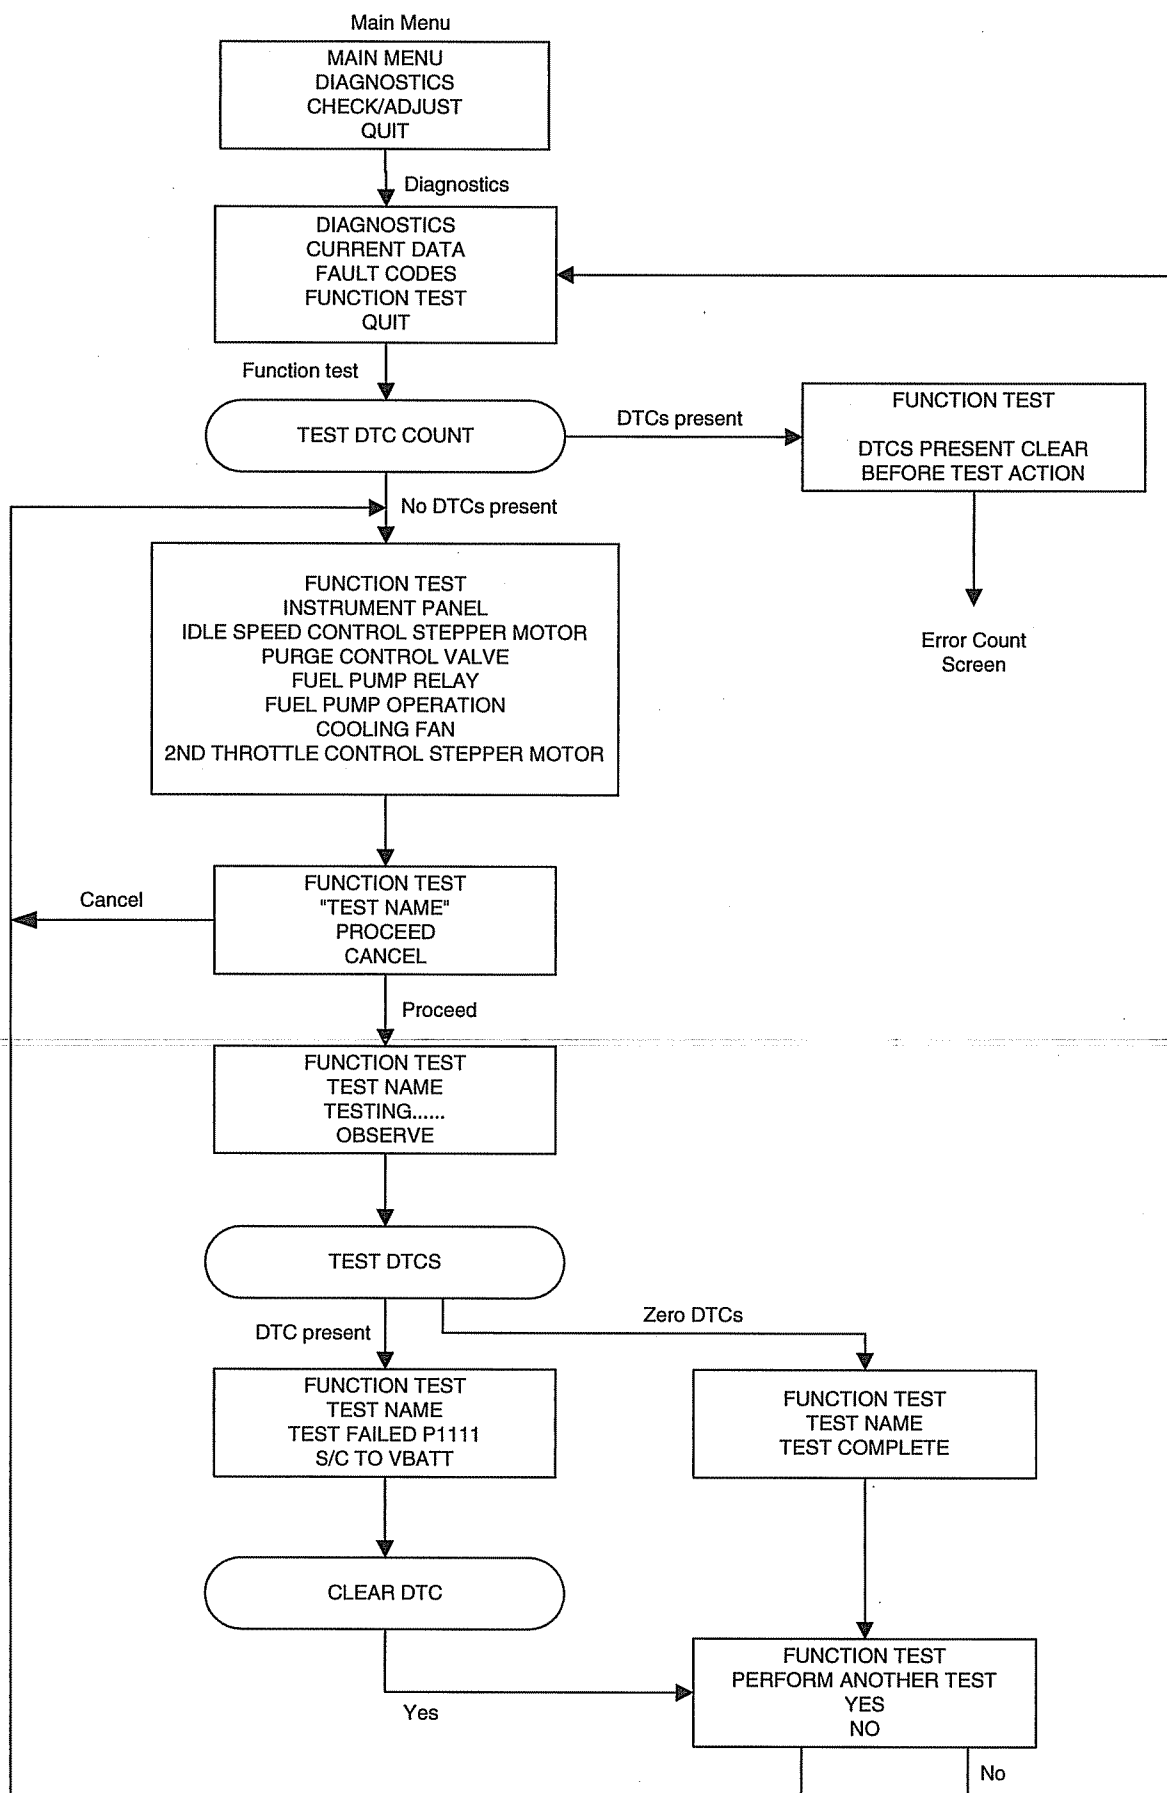 Main Menu
MAIN MENU
DIAGNOSTICS
CHECK/ADJUST
QUIT
Diagnostics
DIAGNOSTICS
CURRENT DATA
FAULT CODES
FUNCTION TEST
QUIT
Function test
TEST DTC COUNT
DTCs present
FUNCTION TEST
DTCS PRESENT CLEAR
BEFORE TEST ACTION
Error Count
Screen
No DTCs present
FUNCTION TEST
INSTRUMENT PANEL
IDLE SPEED CONTROL STEPPER MOTOR
PURGE CONTROL VALVE
FUEL PUMP RELAY
FUEL PUMP OPERATION
COOLING FAN
2ND THROTTLE CONTROL STEPPER MOTOR
Cancel
FUNCTION TEST
"TEST NAME"
PROCEED
CANCEL
Proceed
FUNCTION TEST
TEST NAME
TESTING......
OBSERVE
TEST DTCS
DTC present
Zero DTCs
FUNCTION TEST
TEST NAME
TEST FAILED P1111
S/C TO VBATT
FUNCTION TEST
TEST NAME
TEST COMPLETE
CLEAR DTC
Yes
FUNCTION TEST
PERFORM ANOTHER TEST
YES
NO
No